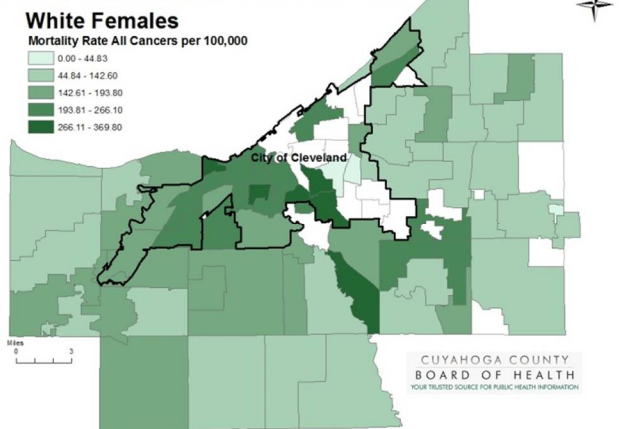 White Females
Mortality Rate All Cancers per 100,000
0.00 - 44.83
44.84 - 142.60
142.61 - 193.80
193.81 - 266.10
266.11 - 369.80
City of Cleveland
Miles
0 3
CUYAHOGA COUNTY
BOARD OF HEALTH
YOUR TRUSTED SOURCE FOR PUBLIC HEALTH INFORMATION